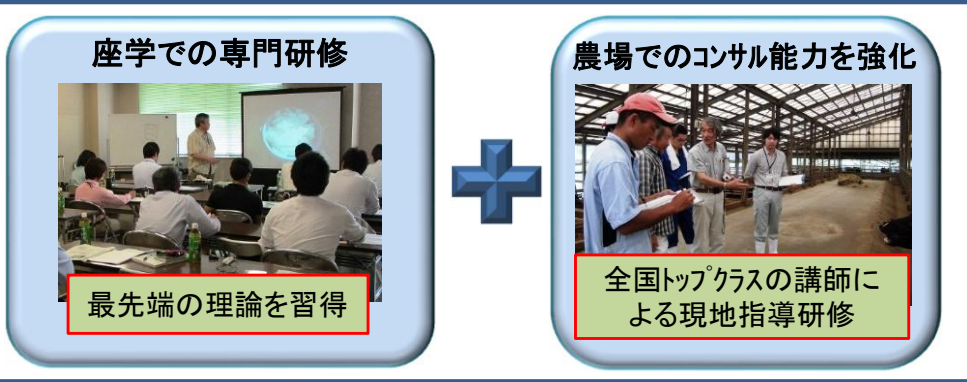 座学での専門研修
最先端の理論を習得
農場でのコンサル能力を強化
全国トップクラスの講師に
よる現地指導研修